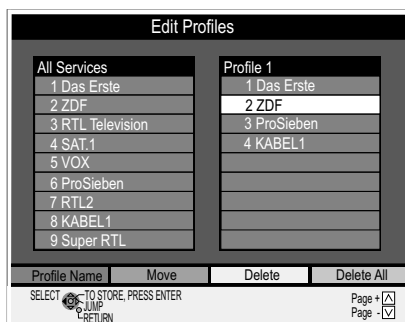 Edit Profiles
All Services
1 Das Erste
2 ZDF
3 RTL Television
4 SAT.1
5 VOX
6 ProSieben
7 RTL2
8 KABEL1
9 Super RTL
Profile 1
1 Das Erste
2 ZDF
3 ProSieben
4 KABEL1
Profile Name Move Delete Delete All
SELECT TO STORE, PRESS ENTER
JUMP
RETURN
Page +
Page -